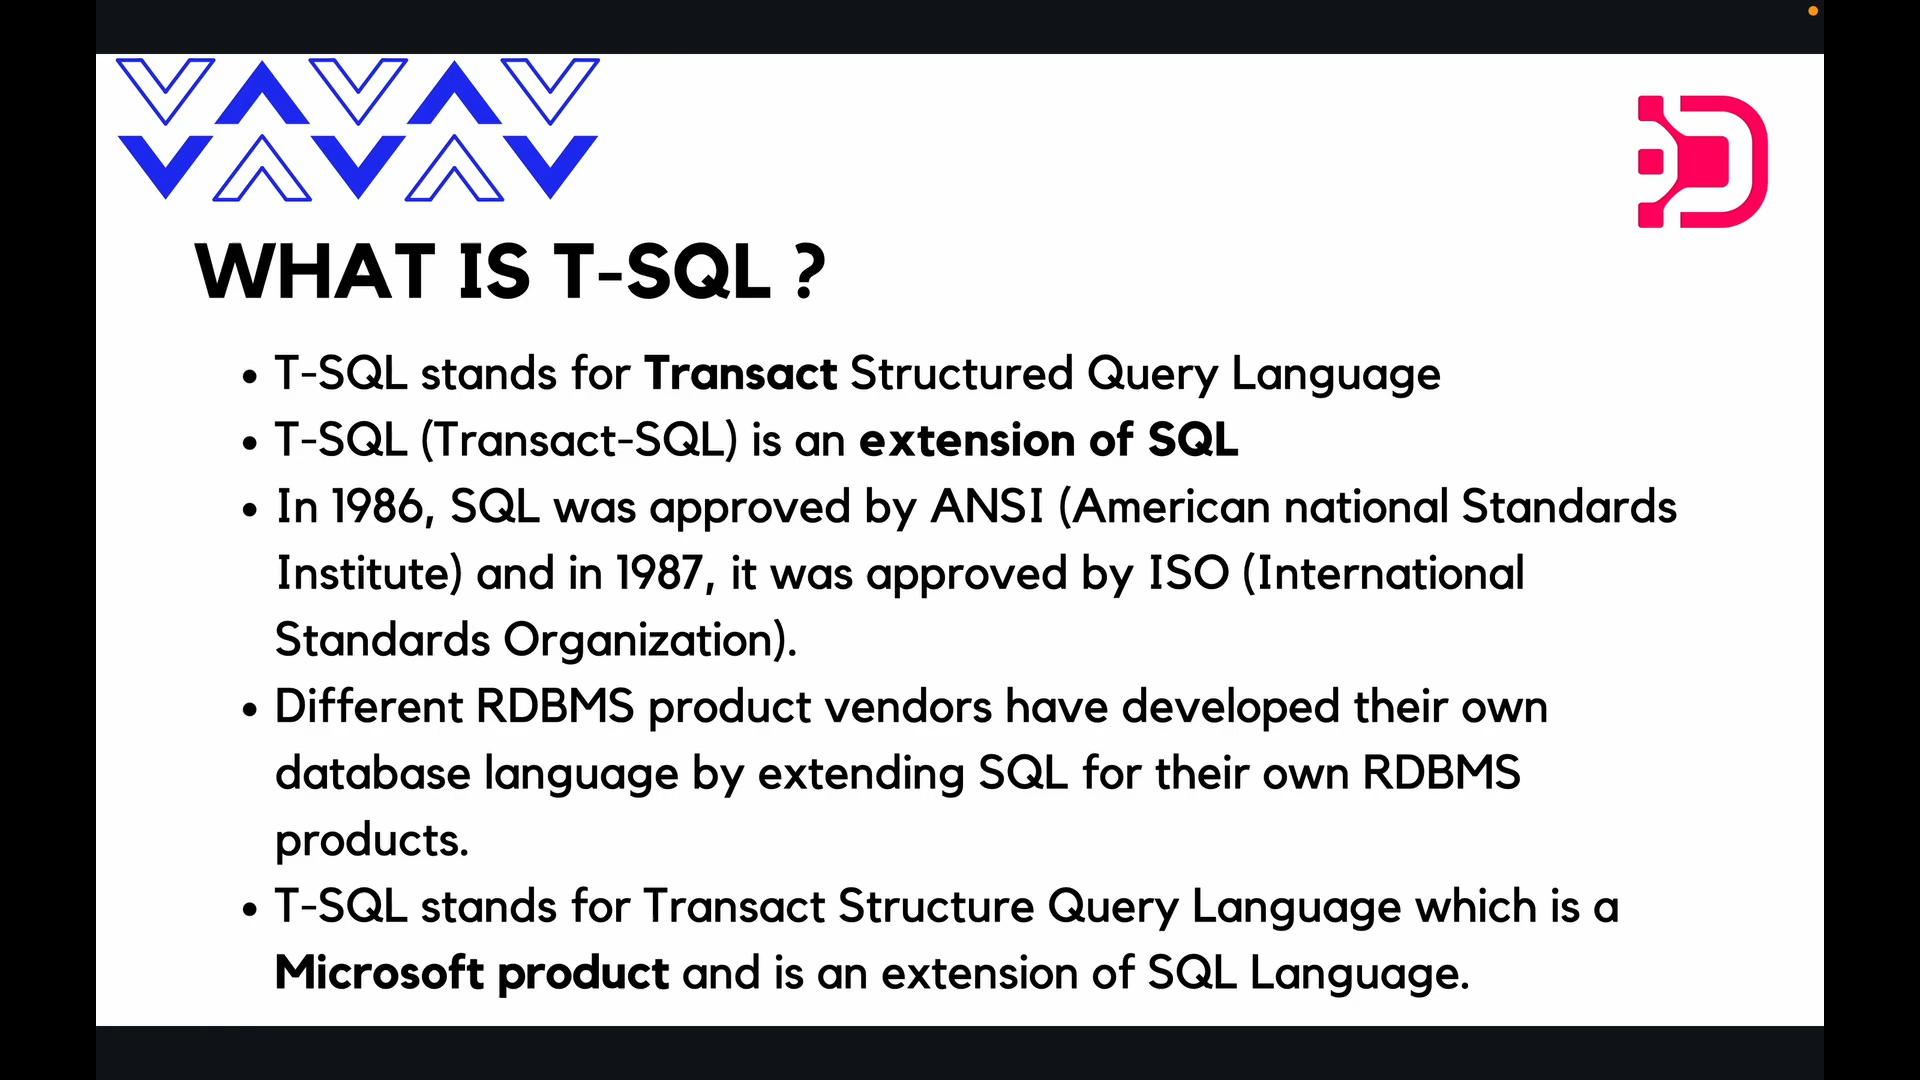 WHAT IS T-SQL ?
• T-SQL stands for Transact Structured Query Language
• T-SQL (Transact-SQL) is an extension of SQL
• In 1986, SQL was approved by ANSI (American national Standards
Institute) and in 1987, it was approved by ISO (International
Standards Organization).
• Different RDBMS product vendors have developed their own
database language by extending SQL for their own RDBMS
products.
• T-SQL stands for Transact Structure Query Language which is a
Microsoft product and is an extension of SQL Language.